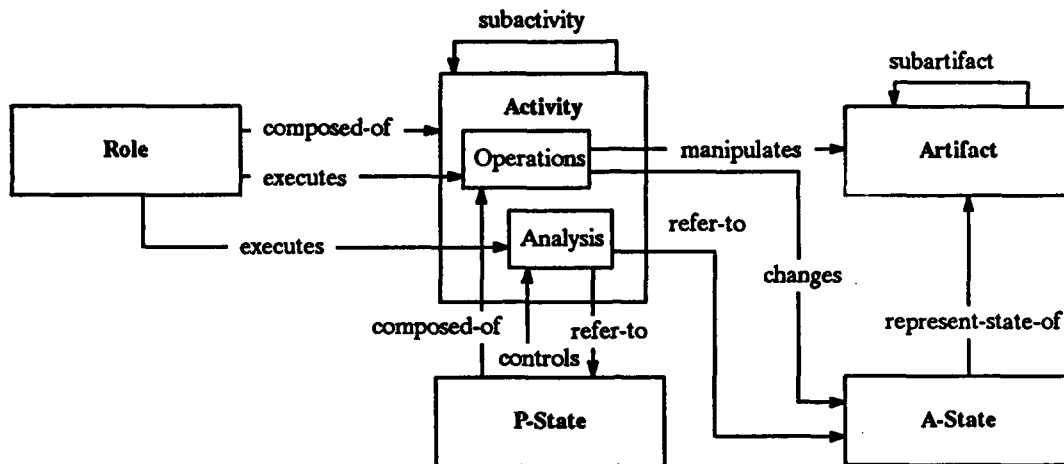 subactivity
subartifact
Activity
composed-of
Role
Operations
manipulates
Artifact
executes
refer-to
executes
Analysis
changes
composed-of
refer-to
represent-state-of
controls
P-State
A-State